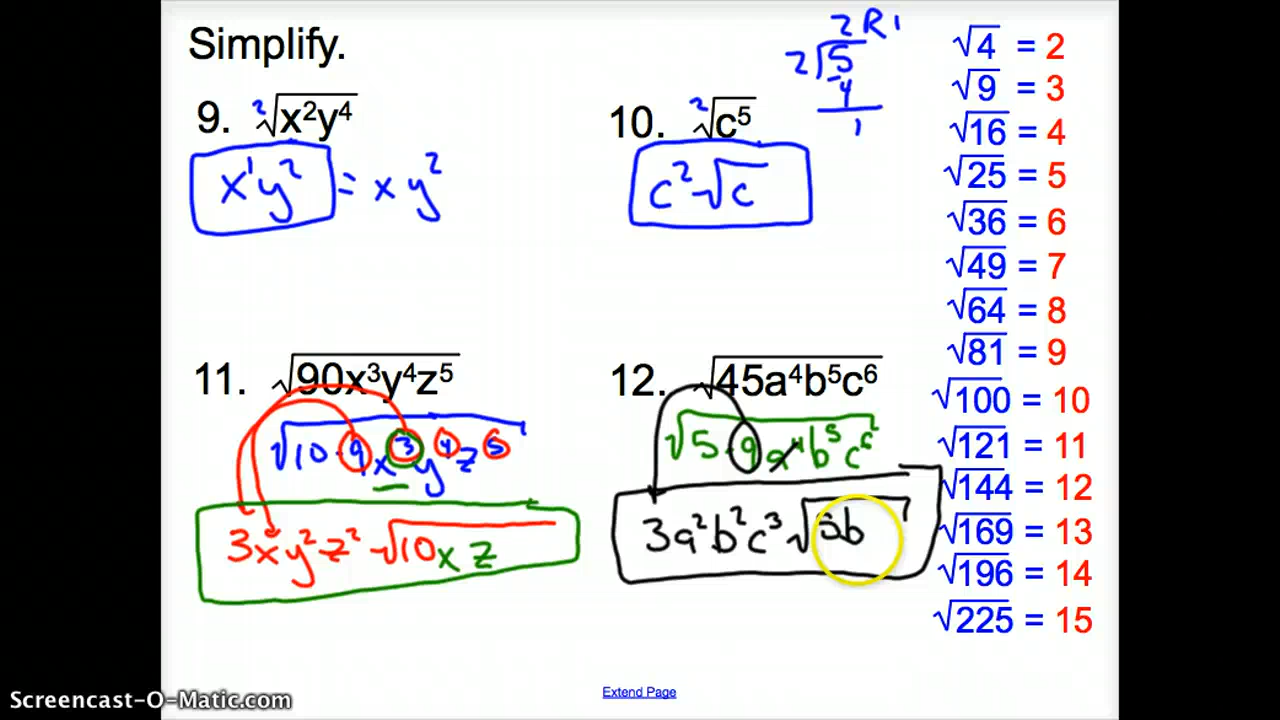 Simplify.
9. ²√x²y⁴
x¹y² = xy²
10. ²√c⁵
2 R 1
2 √5
-4
1
c²√c
11. √90x³y⁴z⁵
√10·9x³y⁴z⁵
3xy²z²√10xz
12. √45a⁴b⁵c⁶
√5·9a⁴b⁵c⁶
3a²b²c³√5b
√4 = 2
√9 = 3
√16 = 4
√25 = 5
√36 = 6
√49 = 7
√64 = 8
√81 = 9
√100 = 10
√121 = 11
√144 = 12
√169 = 13
√196 = 14
√225 = 15
Extend Page
Screencast-O-Matic.com